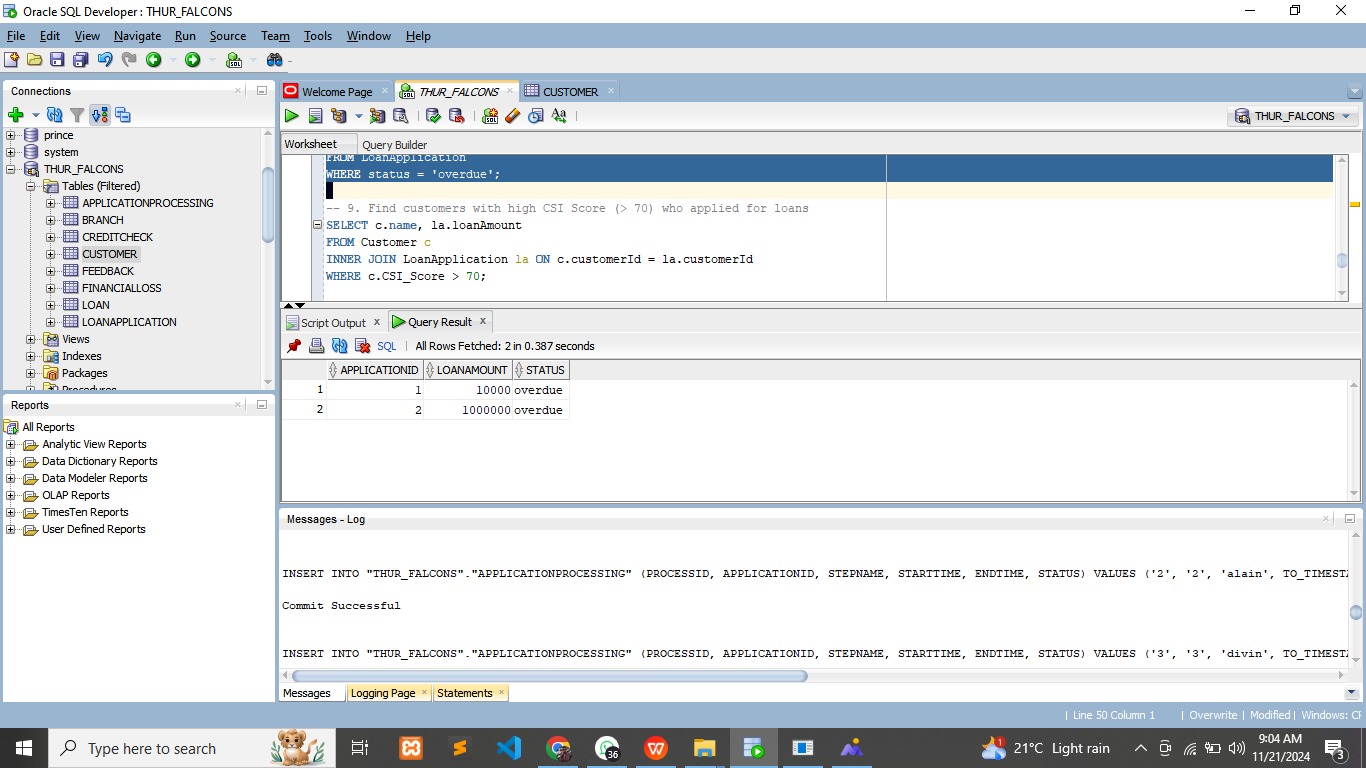 Oracle SQL Developer : THUR_FALCONS
File Edit View Navigate Run Source Team Tools Window Help
Connections
prince
system
THUR_FALCONS
Tables (Filtered)
APPLICATIONPROCESSING
BRANCH
CREDITCHECK
CUSTOMER
FEEDBACK
FINANCIALLOSS
LOAN
LOANAPPLICATION
Views
Indexes
Packages
Procedures
Reports
All Reports
Analytic View Reports
Data Dictionary Reports
Data Modeler Reports
OLAP Reports
TimesTen Reports
User Defined Reports
Welcome Page THUR_FALCONS CUSTOMER
THUR_FALCONS
Worksheet Query Builder
FROM LoanApplication
WHERE status = 'overdue';
-- 9. Find customers with high CSI Score (> 70) who applied for loans
SELECT c.name, la.loanAmount
FROM Customer c
INNER JOIN LoanApplication la ON c.customerId = la.customerId
WHERE c.CSI_Score > 70;
Script Output x Query Result x
SQL | All Rows Fetched: 2 in 0.387 seconds
APPLICATIONID LOANAMOUNT STATUS
1 1 10000 overdue
2 2 1000000 overdue
Messages - Log
INSERT INTO "THUR_FALCONS"."APPLICATIONPROCESSING" (PROCESSID, APPLICATIONID, STEPNAME, STARTTIME, ENDTIME, STATUS) VALUES ('2', '2', 'alain', TO_TIMESTA
Commit Successful
INSERT INTO "THUR_FALCONS"."APPLICATIONPROCESSING" (PROCESSID, APPLICATIONID, STEPNAME, STARTTIME, ENDTIME, STATUS) VALUES ('3', '3', 'divin', TO_TIMESTA
Messages Logging Page × Statements ×
| Line 50 Column 1 | Overwrite | Modified | Windows: CF
Type here to search
36
1
21°C Light rain
9:04 AM
11/21/2024
3